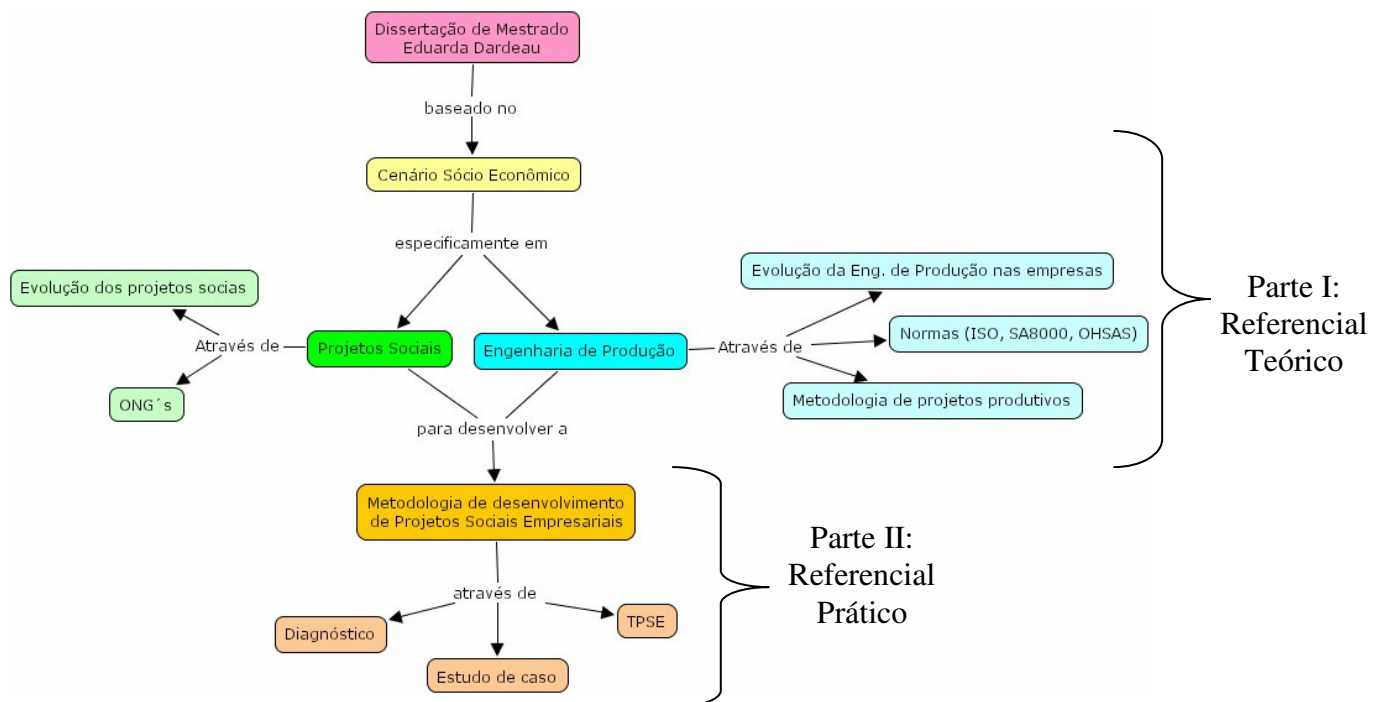 Dissertação de Mestrado
Eduarda Dardeau
baseado no
Cenário Sócio Econômico
especificamente em
Evolução dos projetos socias
Através de
Projetos Sociais
ONG´s
Engenharia de Produção
Através de
Evolução da Eng. de Produção nas empresas
Normas (ISO, SA8000, OHSAS)
Metodologia de projetos produtivos
Parte I:
Referencial
Teórico
para desenvolver a
Metodologia de desenvolvimento
de Projetos Sociais Empresariais
através de
Diagnóstico
Estudo de caso
TPSE
Parte II:
Referencial
Prático